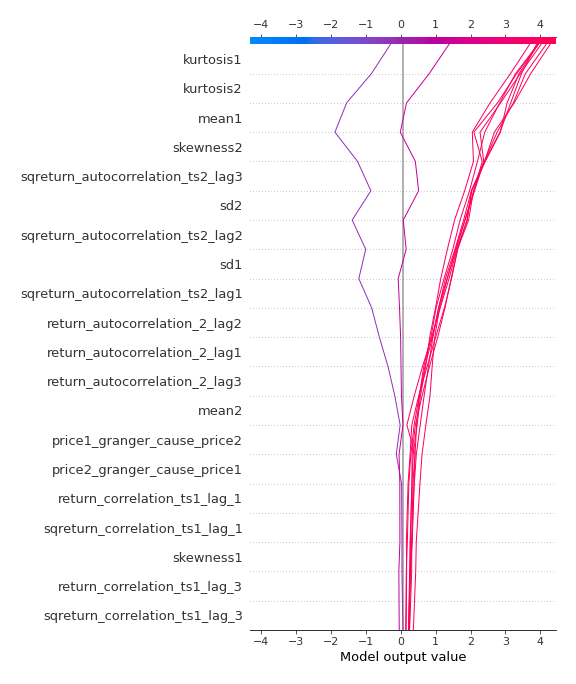 −4 −3 −2 −1 0 1 2 3 4
kurtosis1
kurtosis2
mean1
skewness2
sqreturn_autocorrelation_ts2_lag3
sd2
sqreturn_autocorrelation_ts2_lag2
sd1
sqreturn_autocorrelation_ts2_lag1
return_autocorrelation_2_lag2
return_autocorrelation_2_lag1
return_autocorrelation_2_lag3
mean2
price1_granger_cause_price2
price2_granger_cause_price1
return_correlation_ts1_lag_1
sqreturn_correlation_ts1_lag_1
skewness1
return_correlation_ts1_lag_3
sqreturn_correlation_ts1_lag_3
−4 −3 −2 −1 0 1 2 3 4
Model output value